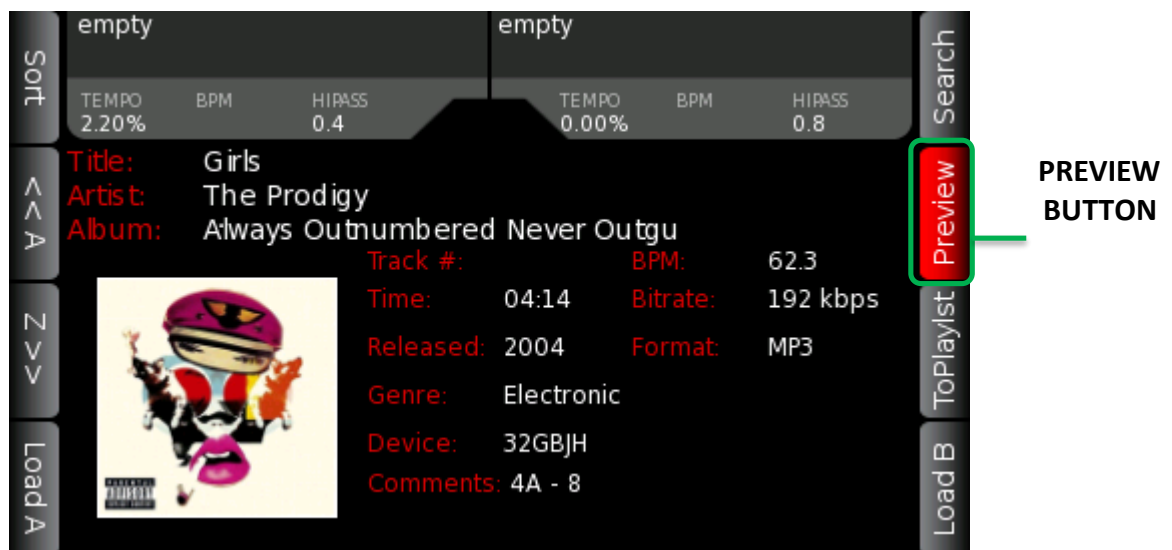 Sort
<< A
Z >>
Load A
empty
TEMPO BPM HIPASS
2.20% 0.4
empty
TEMPO BPM HIPASS
0.00% 0.8
Title: Girls
Artist: The Prodigy
Album: Always Outnumbered Never Outgu
Track #: BPM: 62.3
Time: 04:14 Bitrate: 192 kbps
Released: 2004 Format: MP3
Genre: Electronic
Device: 32GBJH
Comments: 4A - 8
PARENTAL
ADVISORY
Search
Preview
ToPlaylst
Load B
PREVIEW
BUTTON